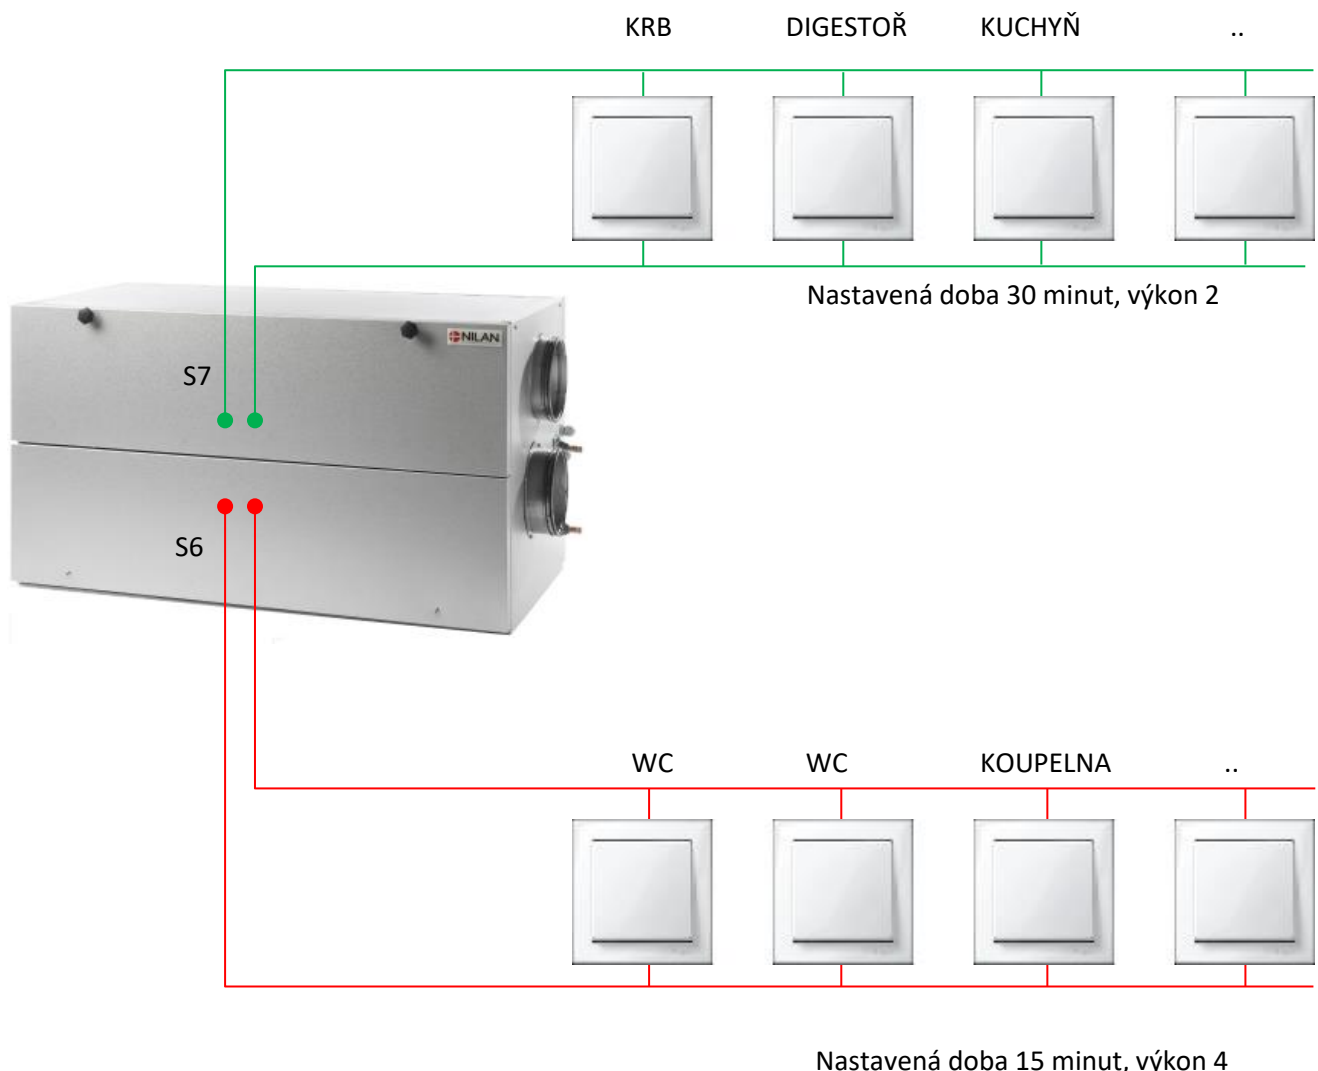 KRB DIGESTOŘ KUCHYŇ ..
Nastavená doba 30 minut, výkon 2
NILAN
S7
S6
WC WC KOUPELNA ..
Nastavená doba 15 minut, výkon 4